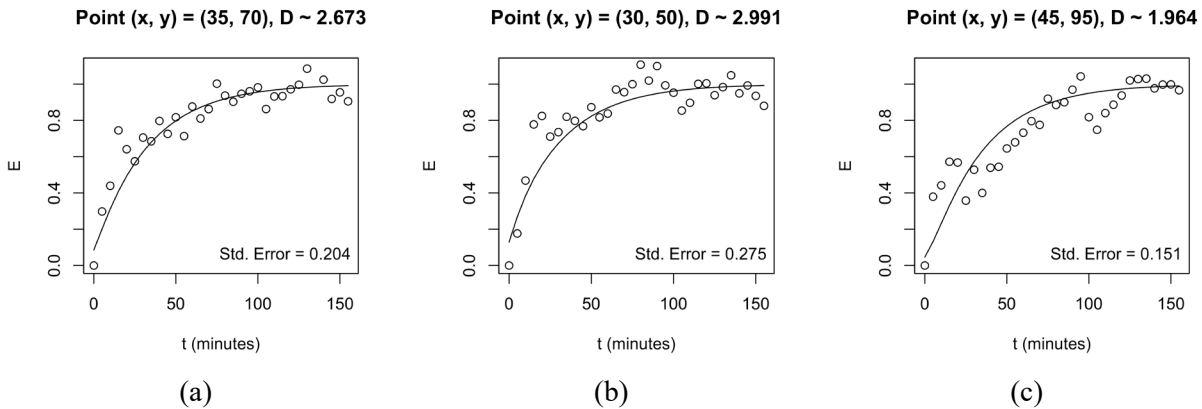 Point (x, y) = (35, 70), D ~ 2.673
E
0.8
0.4
0.0
Std. Error = 0.204
0 50 100 150
t (minutes)
(a)
Point (x, y) = (30, 50), D ~ 2.991
E
0.8
0.4
0.0
Std. Error = 0.275
0 50 100 150
t (minutes)
(b)
Point (x, y) = (45, 95), D ~ 1.964
E
0.8
0.4
0.0
Std. Error = 0.151
0 50 100 150
t (minutes)
(c)